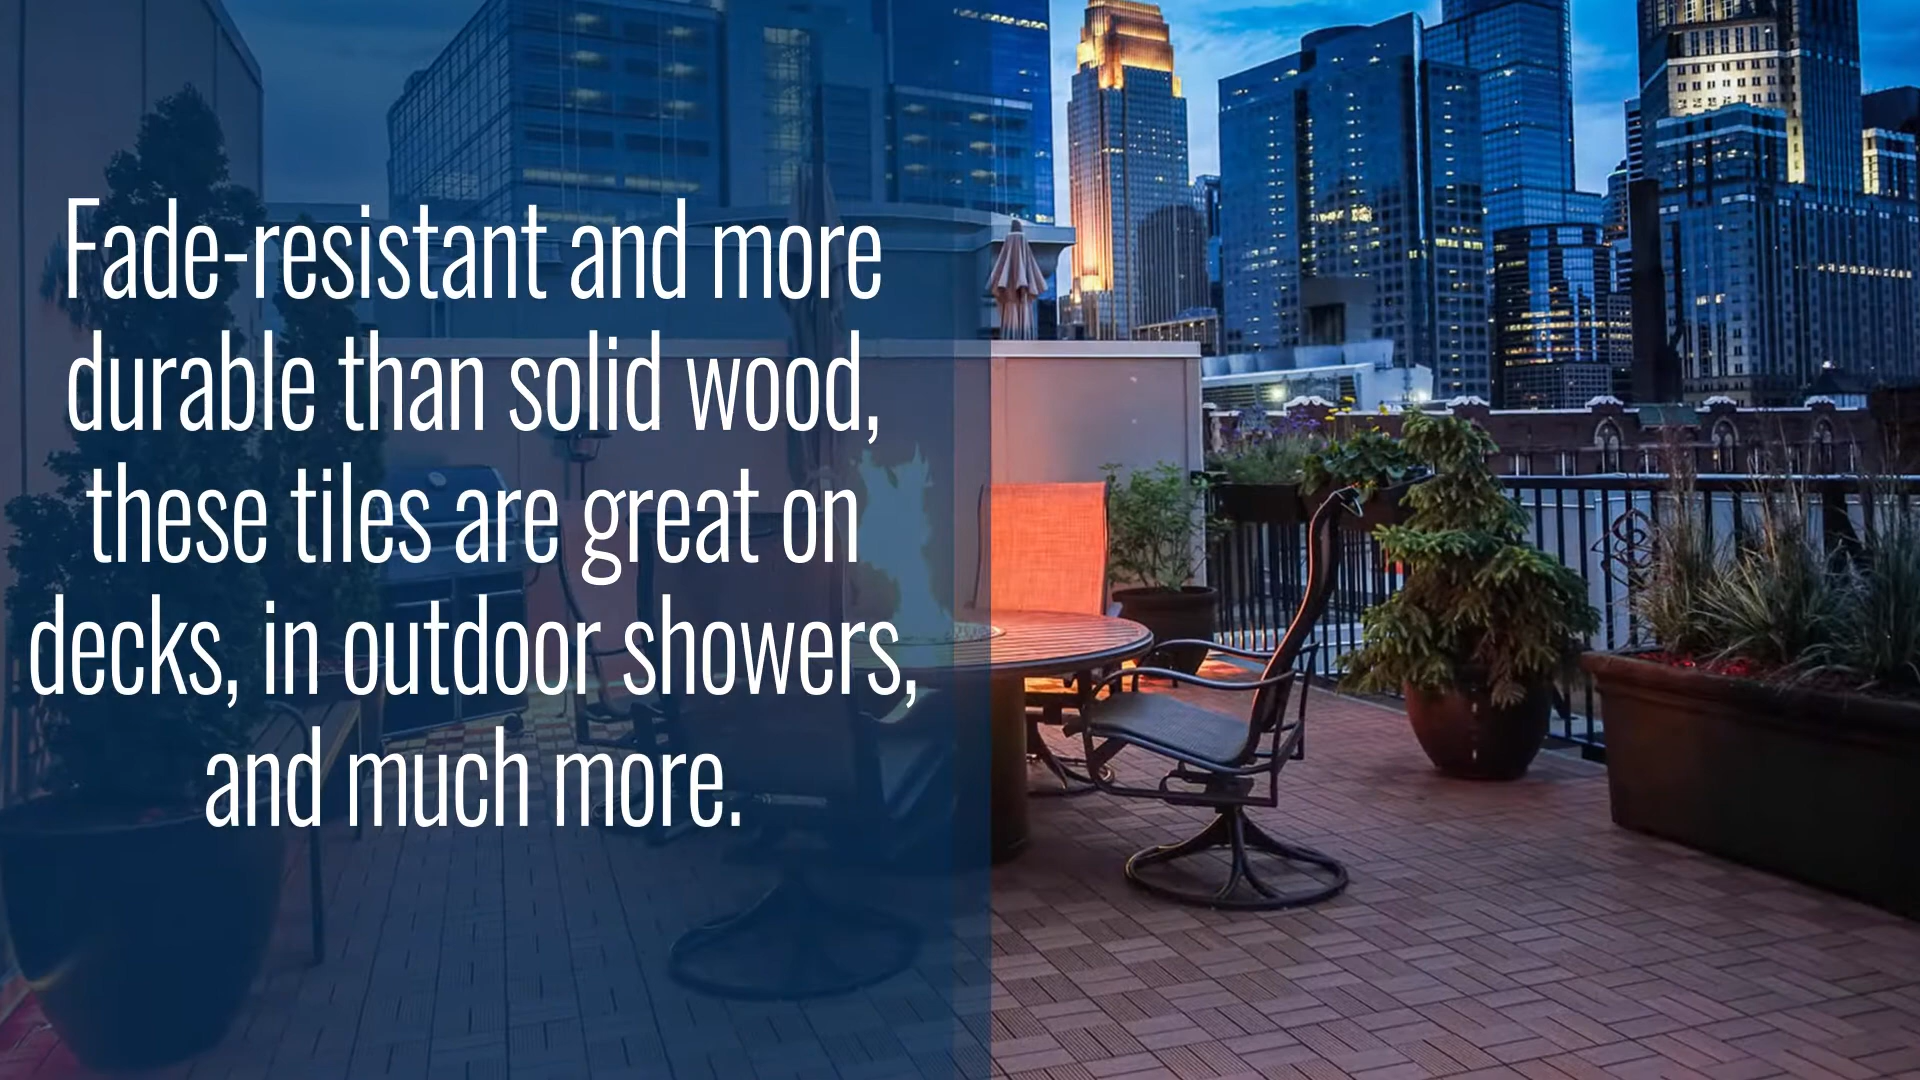 Fade-resistant and more
durable than solid wood,
these tiles are great on
decks, in outdoor showers,
and much more.